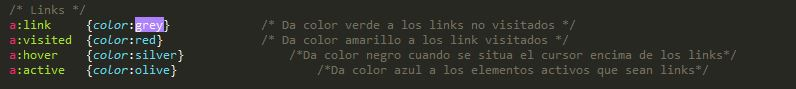 /* Links */
a:link {color:grey} /* Da color verde a los links no visitados */
a:visited {color:red} /* Da color amarillo a los link visitados */
a:hover {color:silver} /*Da color negro cuando se situa el cursor encima de los links*/
a:active {color:olive} /*Da color azul a los elementos activos que sean links*/